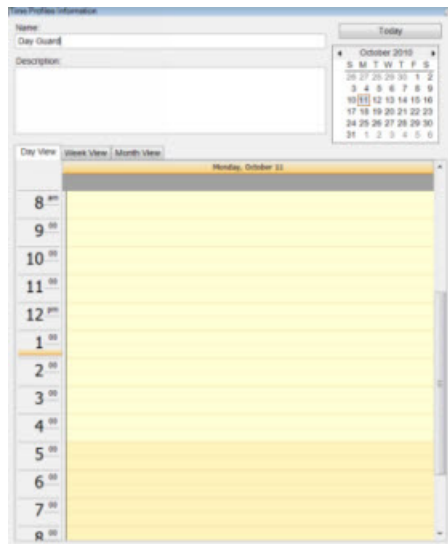 Time Profiles Information
Name:
Day Guard
Today
Description:
October 2010
S M T W T F S
26 27 28 29 30 1 2
3 4 5 6 7 8 9
10 11 12 13 14 15 16
17 18 19 20 21 22 23
24 25 26 27 28 29 30
31 1 2 3 4 5 6
Day View Week View Month View
Monday, October 11
8 am
9 00
10 00
11 00
12 pm
1 00
2 00
3 00
4 00
5 00
6 00
7 00
8 00